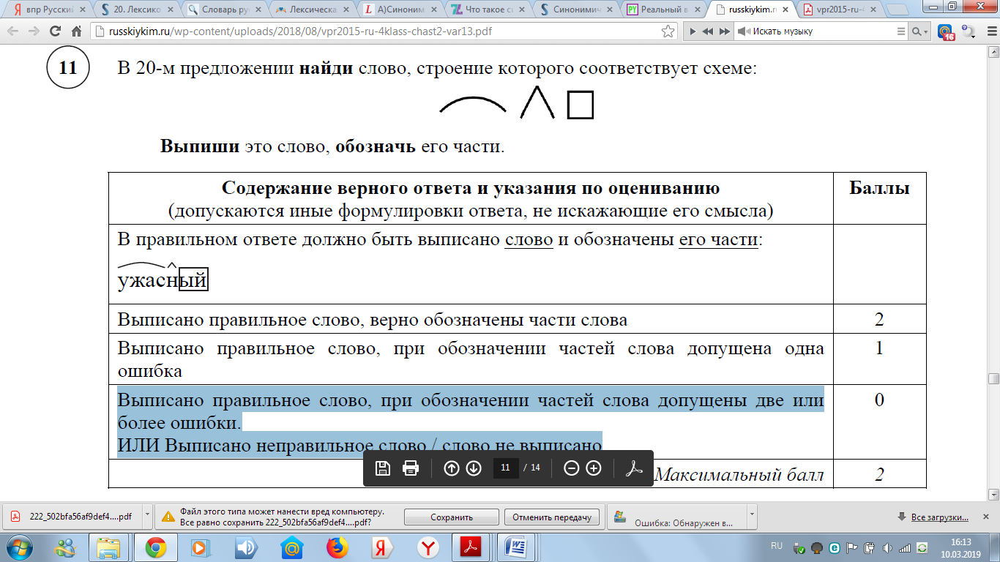 впр Русский
20. Лексико
Словарь ру
Лексическа
А)Синоним
Что такое с
Синонимич
Реальный в
russkiykim.ru
vpr2015-ru-4
russkiykim.ru/wp-content/uploads/2018/08/vpr2015-ru-4klass-chast2-var13.pdf
Искать музыку
16
11 В 20-м предложении найди слово, строение которого соответствует схеме:
Выпиши это слово, обозначь его части.
Содержание верного ответа и указания по оцениванию Баллы
(допускаются иные формулировки ответа, не искажающие его смысла)
В правильном ответе должно быть выписано слово и обозначены его части:
ужасный
Выписано правильное слово, верно обозначены части слова 2
Выписано правильное слово, при обозначении частей слова допущена одна 1
ошибка
Выписано правильное слово, при обозначении частей слова допущены две или 0
более ошибки.
ИЛИ Выписано неправильное слово / слово не выписано
11 / 14
Максимальный балл 2
222_502bfa56af9def4....pdf
Файл этого типа может нанести вред компьютеру.
Все равно сохранить 222_502bfa56af9def4....pdf?
Сохранить
Отменить передачу
Ошибка: Обнаружен в...
Все загрузки...
RU
16:13
10.03.2019